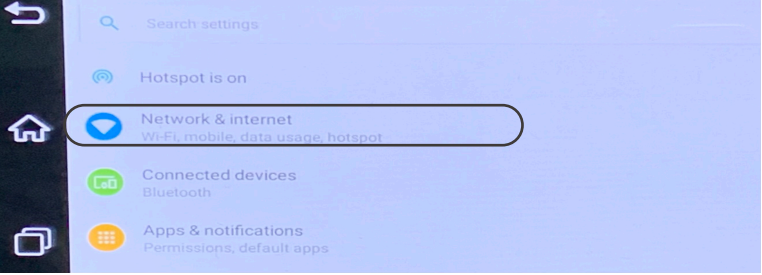 Search settings
Hotspot is on
Network & internet
Wi-Fi, mobile, data usage, hotspot
Connected devices
Bluetooth
Apps & notifications
Permissions, default apps